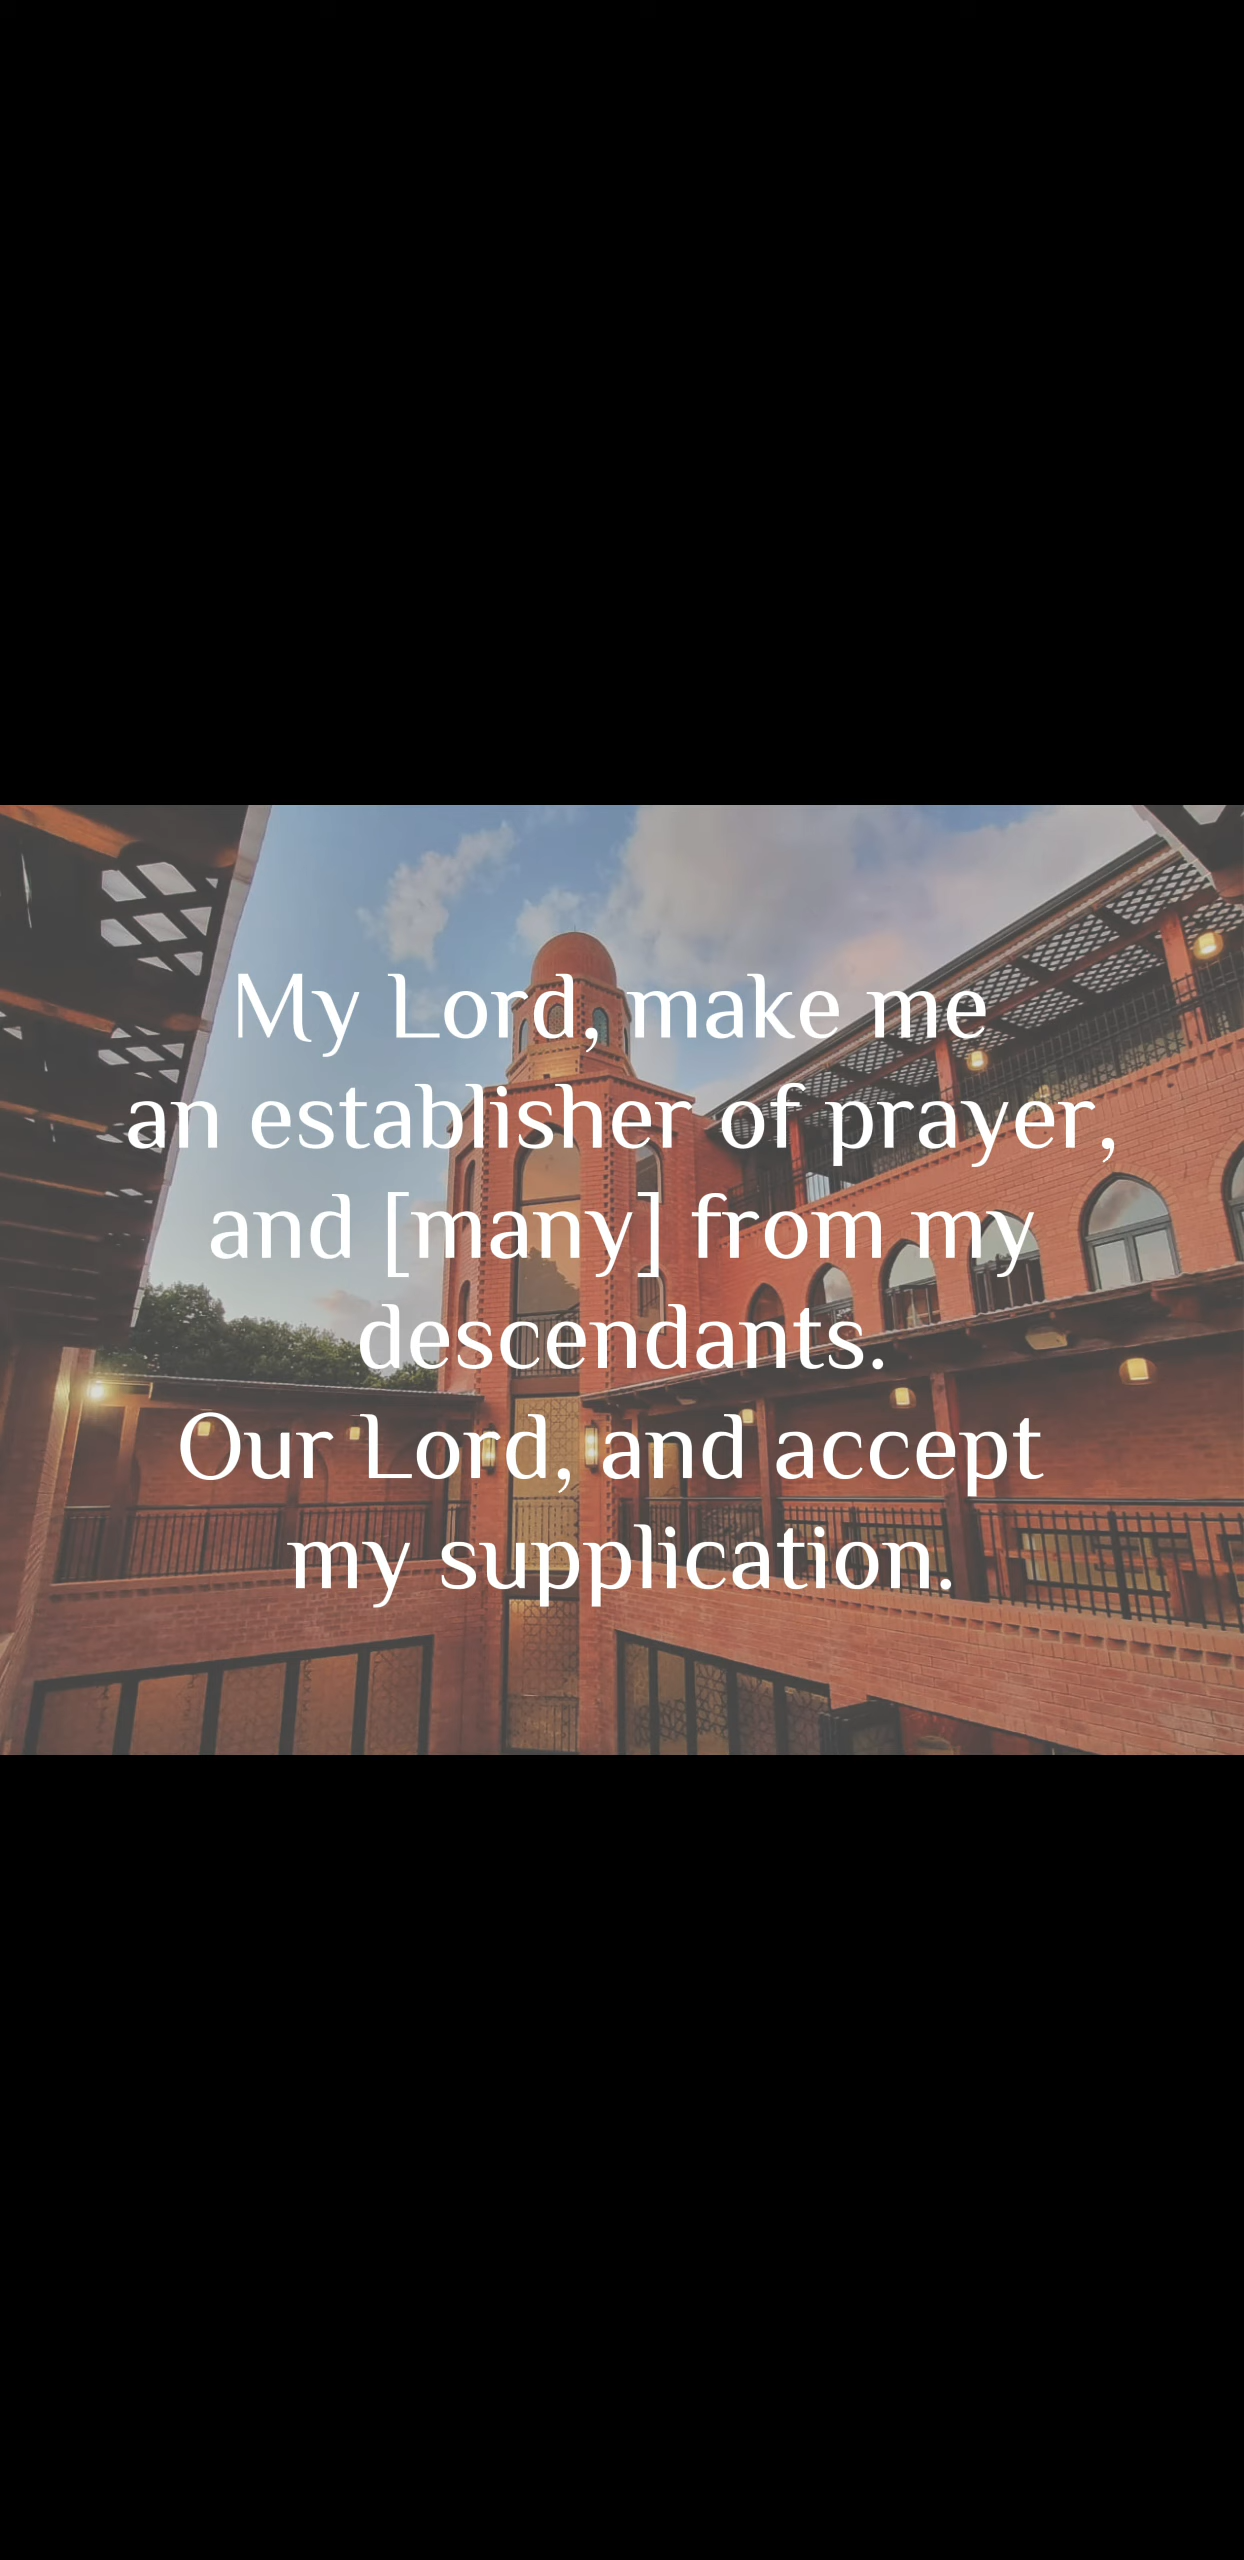 My Lord, make me
an establisher of prayer,
and [many] from my
descendants.
Our Lord, and accept
my supplication.